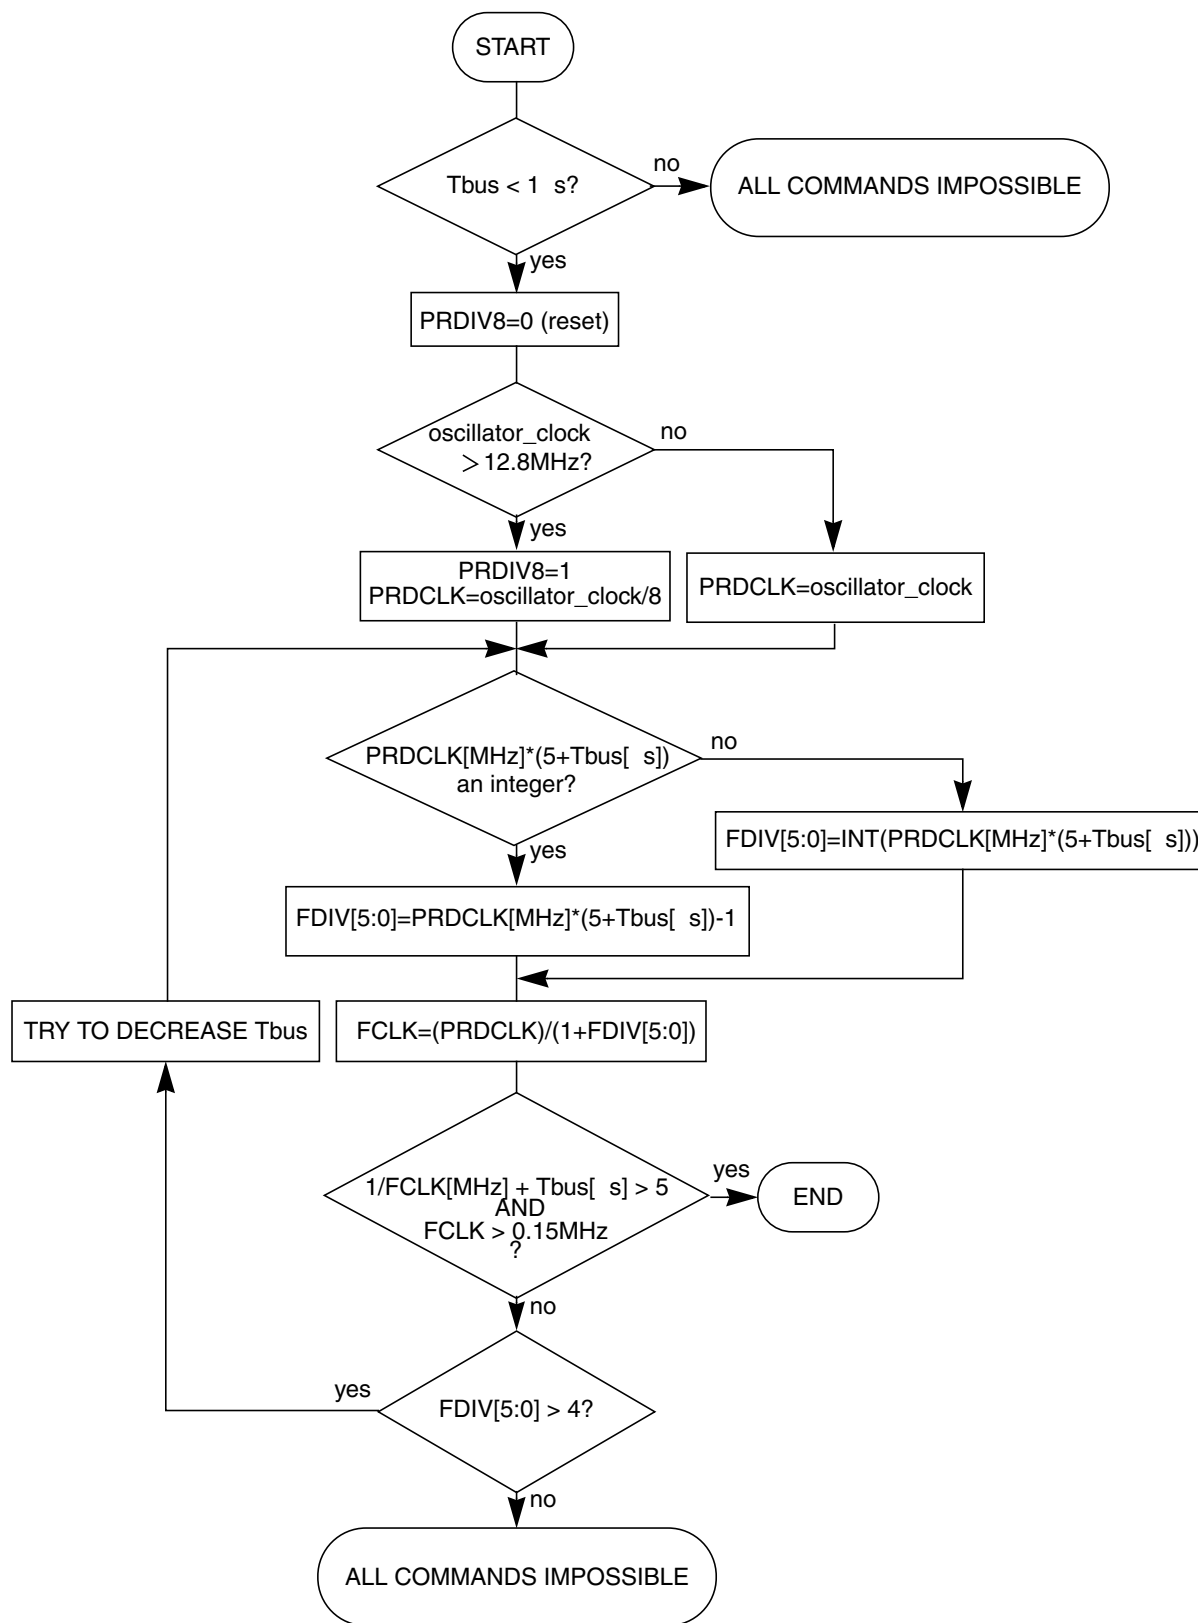 START
Tbus < 1 s?
no
ALL COMMANDS IMPOSSIBLE
yes
PRDIV8=0 (reset)
oscillator_clock
> 12.8MHz?
no
yes
PRDIV8=1
PRDCLK=oscillator_clock/8
PRDCLK=oscillator_clock
PRDCLK[MHz]*(5+Tbus[ s])
an integer?
no
yes
FDIV[5:0]=INT(PRDCLK[MHz]*(5+Tbus[ s]))
FDIV[5:0]=PRDCLK[MHz]*(5+Tbus[ s])-1
TRY TO DECREASE Tbus
FCLK=(PRDCLK)/(1+FDIV[5:0])
1/FCLK[MHz] + Tbus[ s] > 5
AND
FCLK > 0.15MHz
?
yes
END
no
FDIV[5:0] > 4?
yes
no
ALL COMMANDS IMPOSSIBLE